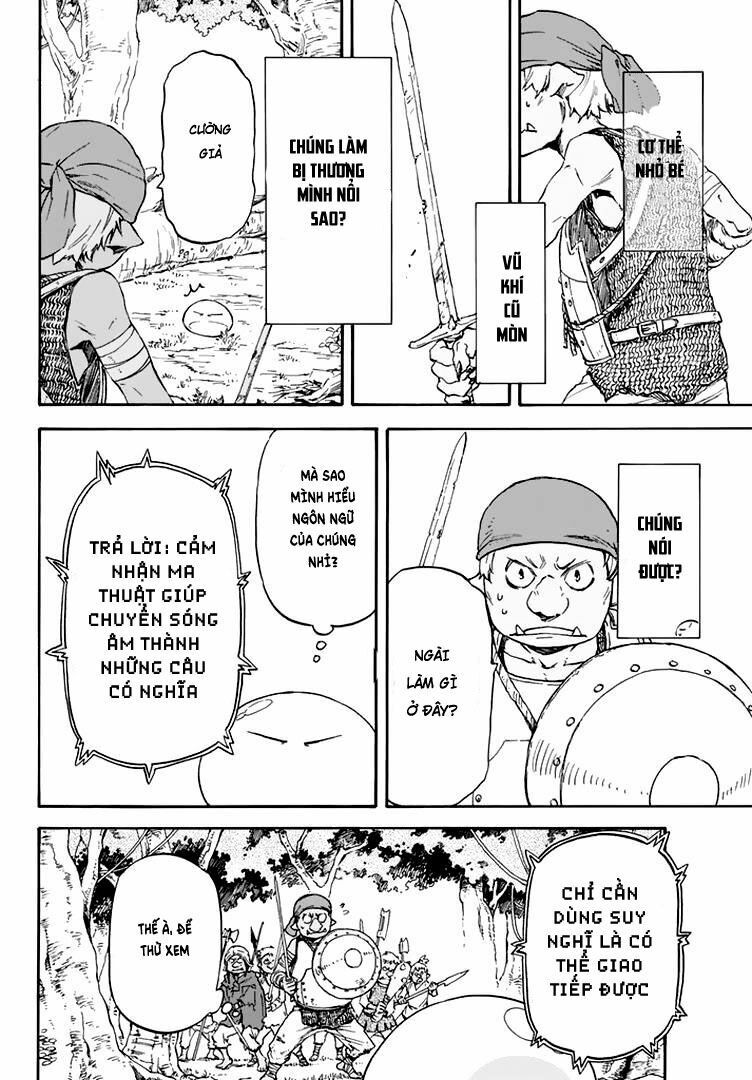 CƠ THỂ
NHỎ BÉ
VŨ
KHÍ
CŨ
MÒN
CHÚNG LÀM
BỊ THƯƠNG
MÌNH NỔI
SAO?
CƯỜNG
GIẢ
CHÚNG
NÓI
ĐƯỢC?
NGÀI
LÀM GÌ
Ở ĐÂY?
MÀ SAO
MÌNH HIỂU
NGÔN NGỮ
CỦA CHÚNG
NHỈ?
TRẢ LỜI: CẢM
NHẬN MA
THUẬT GIÚP
CHUYỂN SÓNG
ÂM THÀNH
NHỮNG CÂU
CÓ NGHĨA
CHỈ CẦN
DÙNG SUY
NGHĨ LÀ CÓ
THỂ GIAO
TIẾP ĐƯỢC
THẾ À, ĐỂ
THỬ XEM